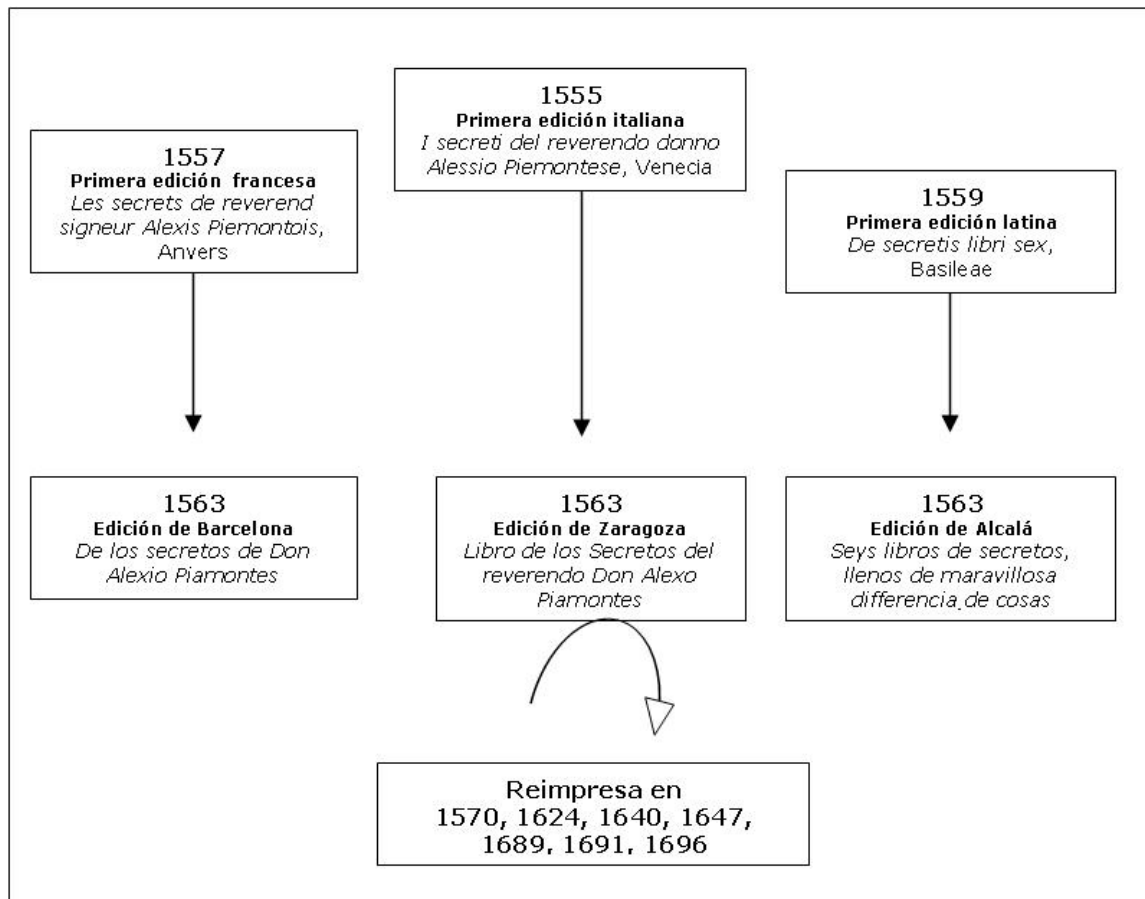 1557
Primera edición francesa
Les secrets de reverend
signeur Alexis Piemontois,
Anvers
1555
Primera edición italiana
I secreti del reverendo donno
Alessio Piemontese, Venecia
1559
Primera edición latina
De secretis libri sex,
Basileae
1563
Edición de Barcelona
De los secretos de Don
Alexio Piamontes
1563
Edición de Zaragoza
Libro de los Secretos del
reverendo Don Alexo
Piamontes
1563
Edición de Alcalá
Seys libros de secretos,
llenos de maravillosa
differencia de cosas
Reimpresa en
1570, 1624, 1640, 1647,
1689, 1691, 1696